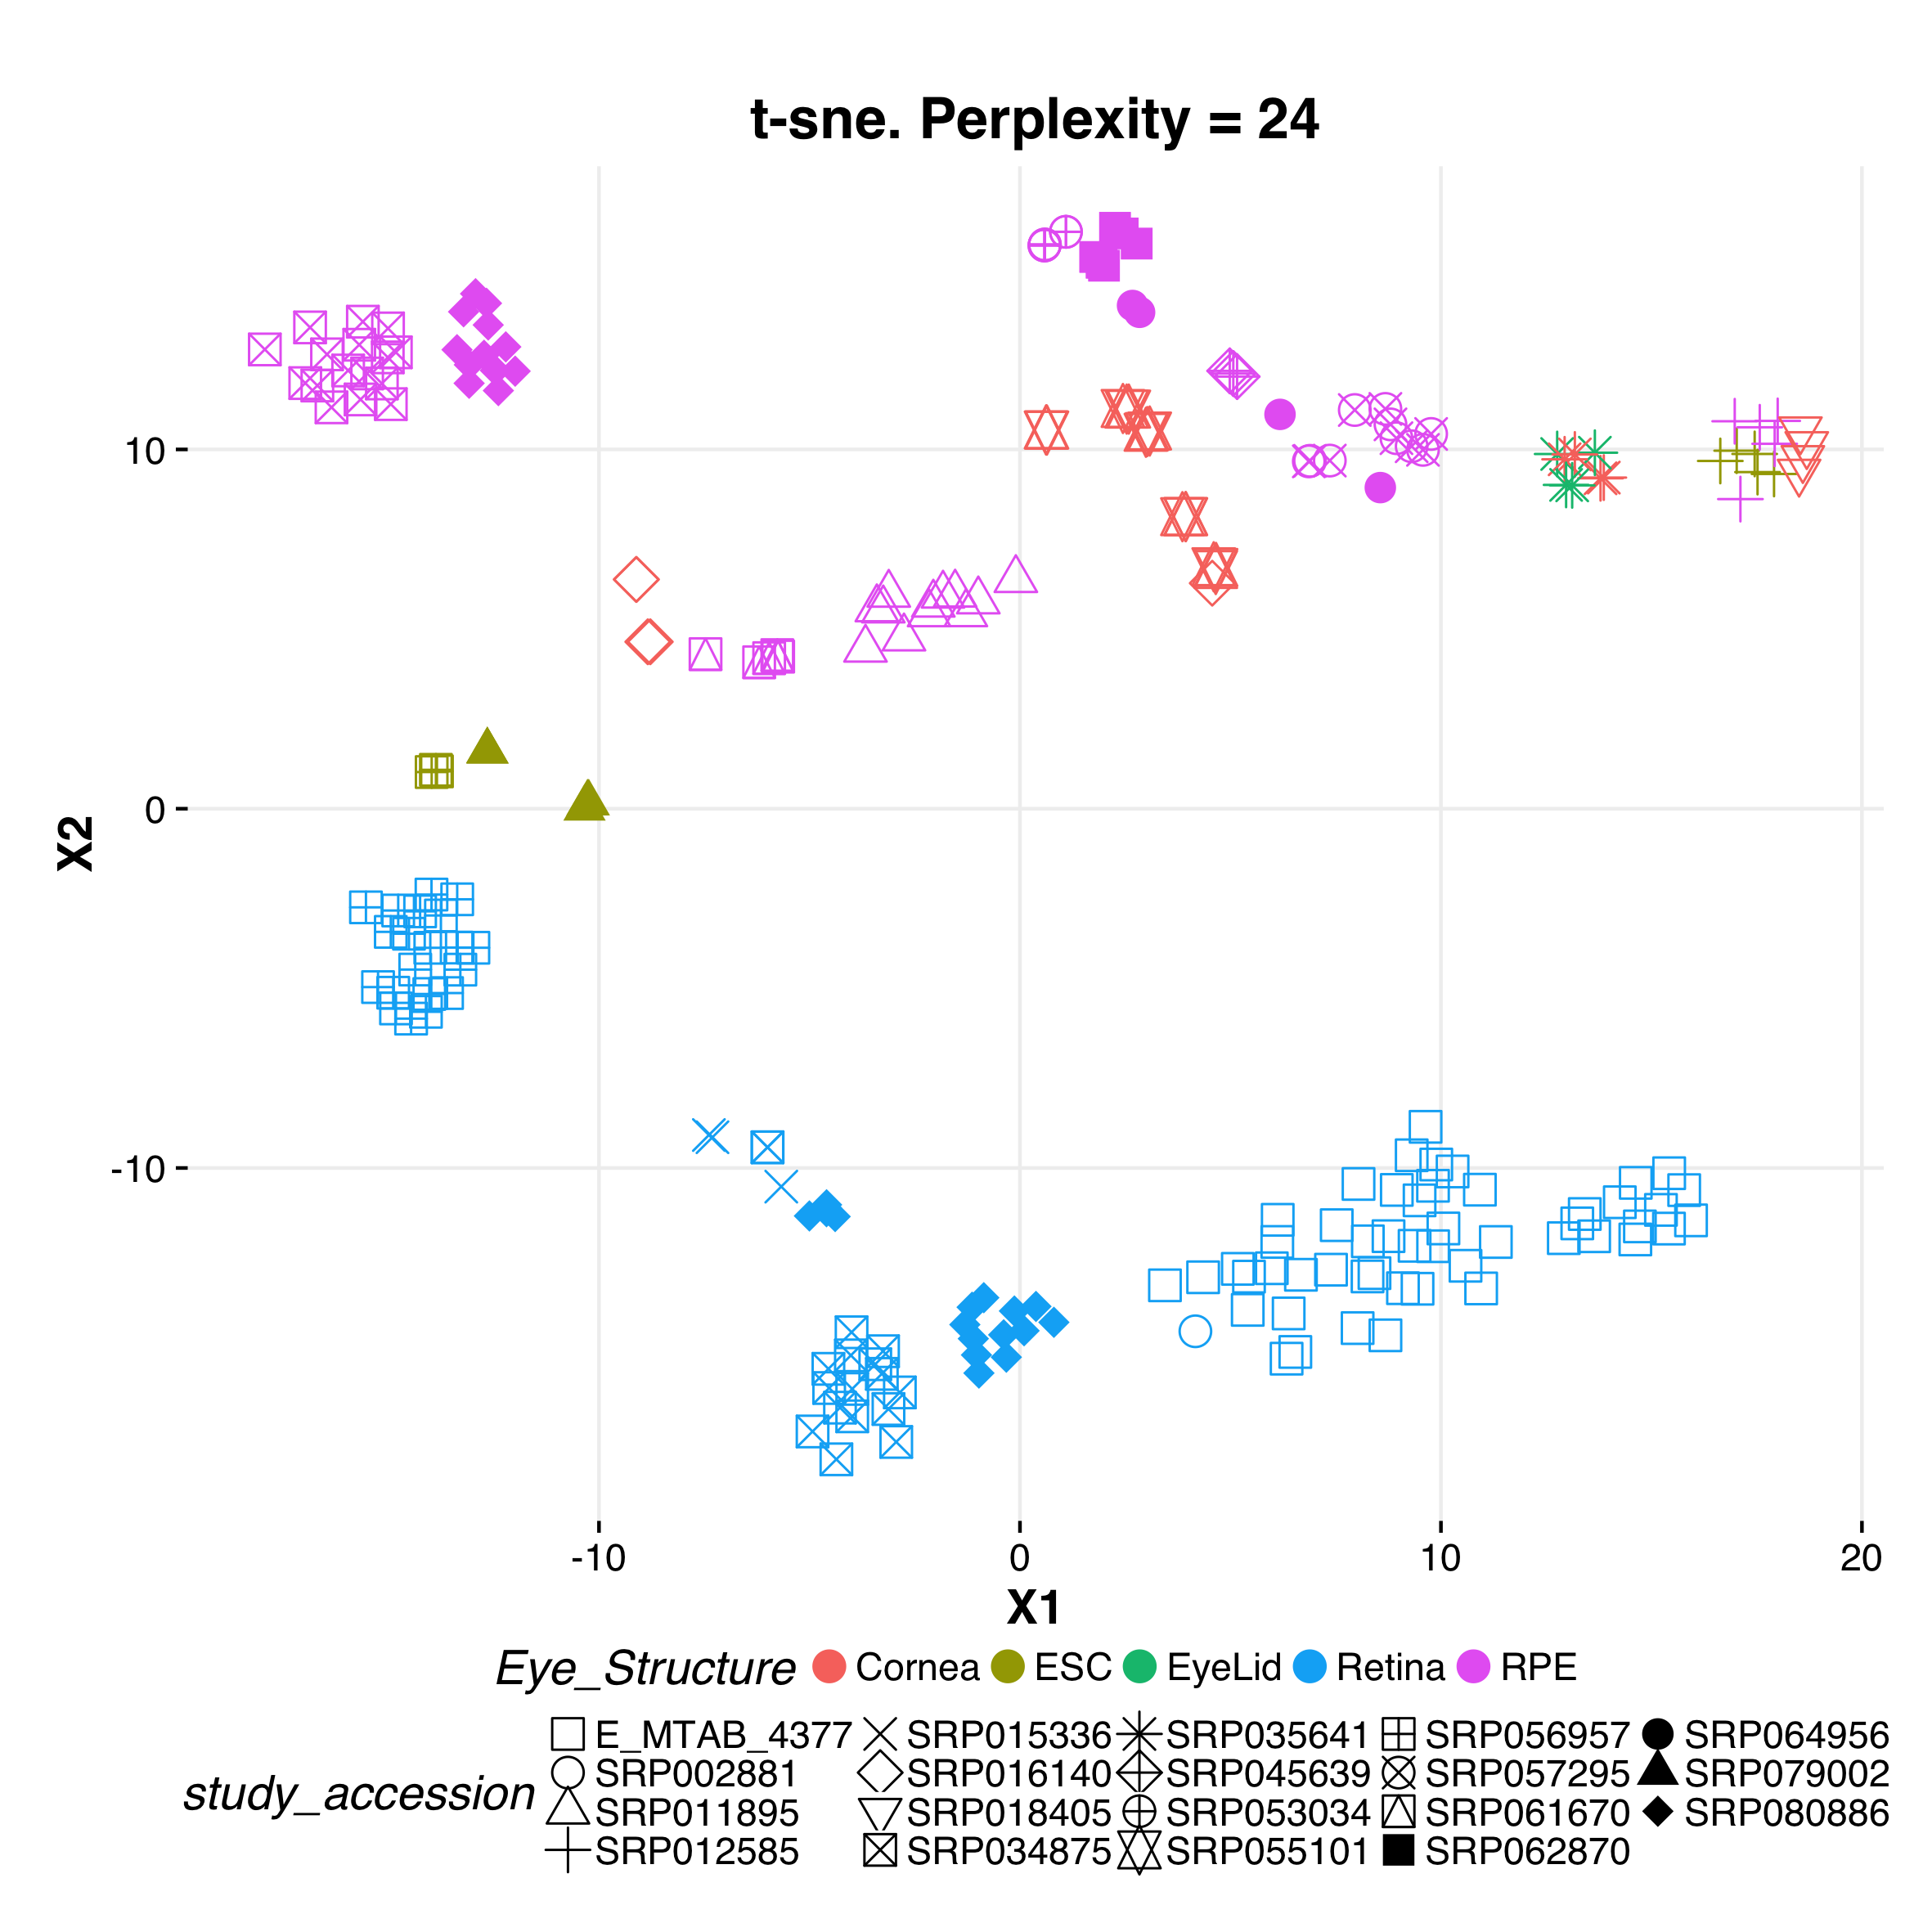 t-sne. Perplexity = 24
10
0
-10
X2
-10 0 10 20
X1
Eye_Structure Cornea ESC EyeLid Retina RPE
E_MTAB_4377 SRP015336 SRP035641 SRP056957 SRP064956
SRP002881 SRP016140 SRP045639 SRP057295 SRP079002
study_accession
SRP011895 SRP018405 SRP053034 SRP061670 SRP080886
SRP012585 SRP034875 SRP055101 SRP062870